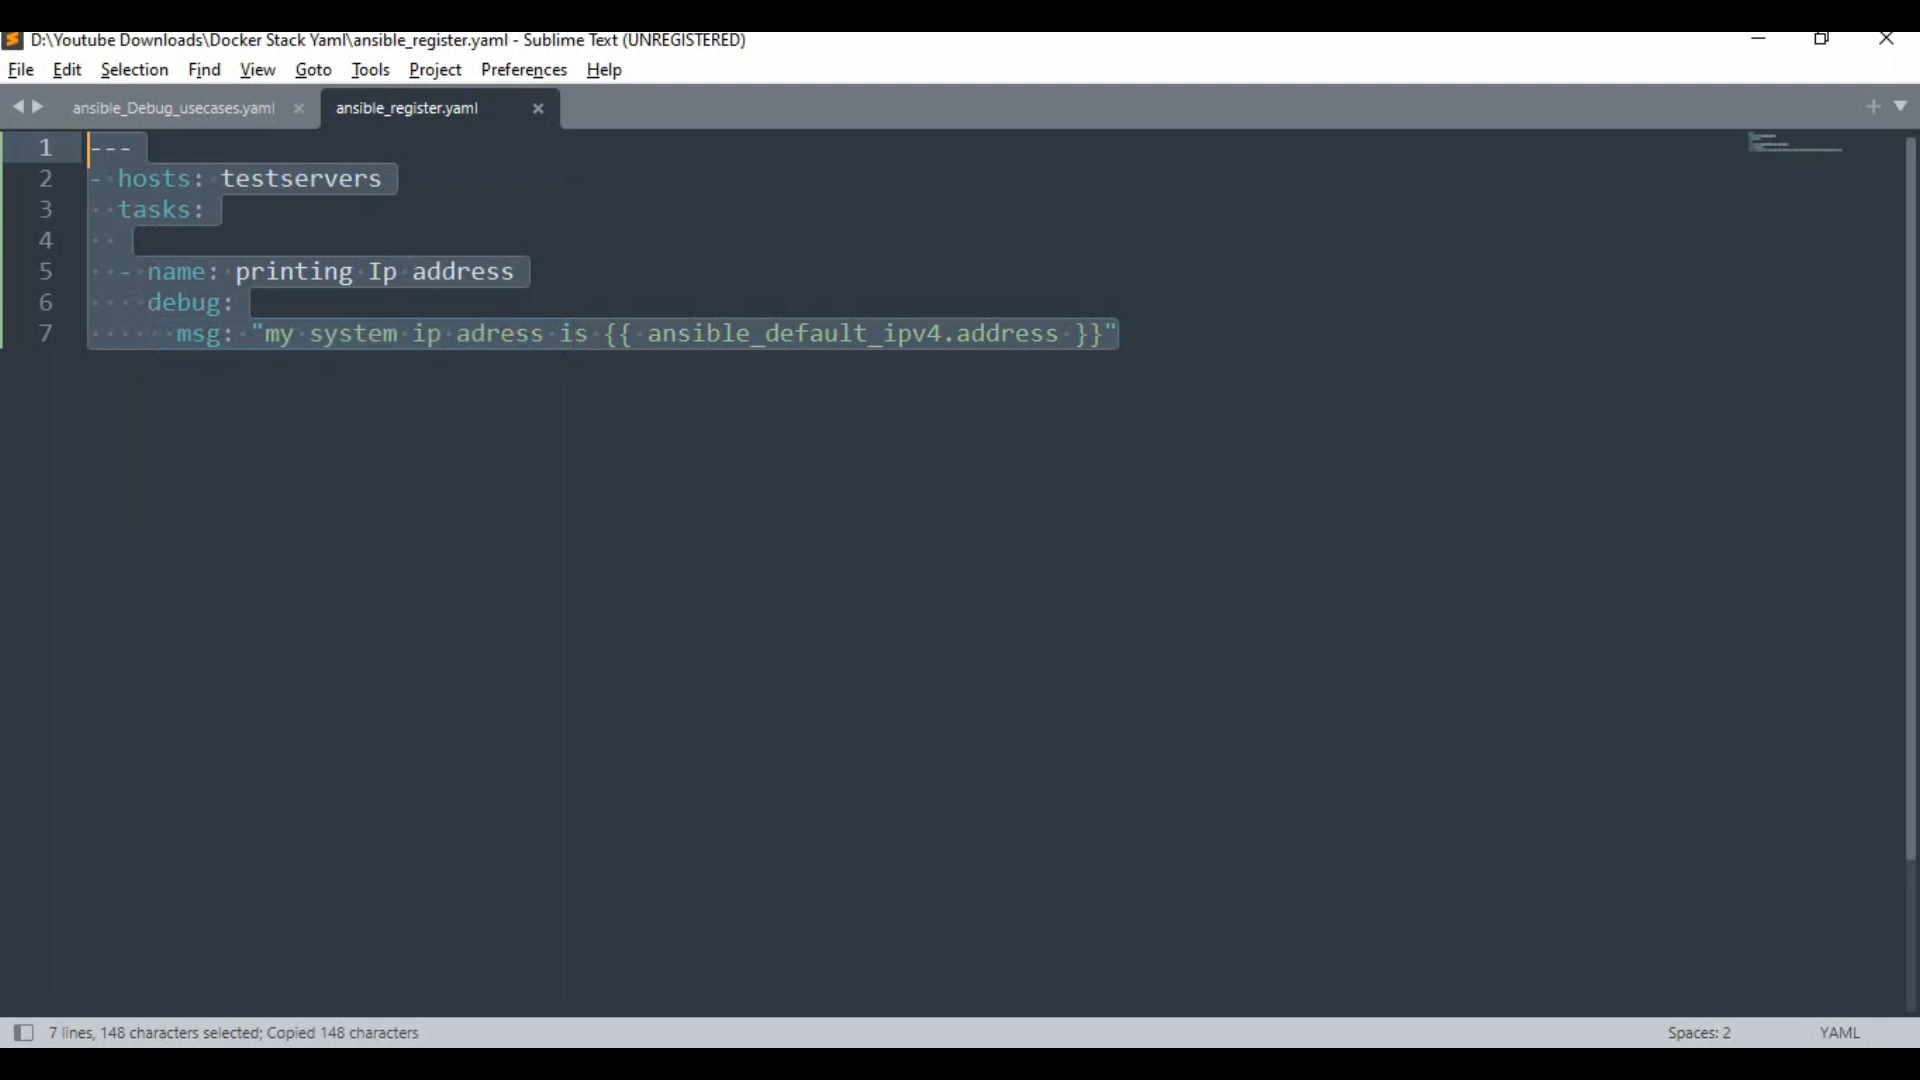 D:\Youtube Downloads\Docker Stack Yaml\ansible_register.yaml - Sublime Text (UNREGISTERED)
File Edit Selection Find View Goto Tools Project Preferences Help
ansible_Debug_usecases.yaml ansible_register.yaml
1 ---
2 - hosts: testservers
3 tasks:
4
5 - name: printing Ip address
6 debug:
7 msg: "my system ip adress is {{ ansible_default_ipv4.address }}"
7 lines, 148 characters selected; Copied 148 characters Spaces: 2 YAML